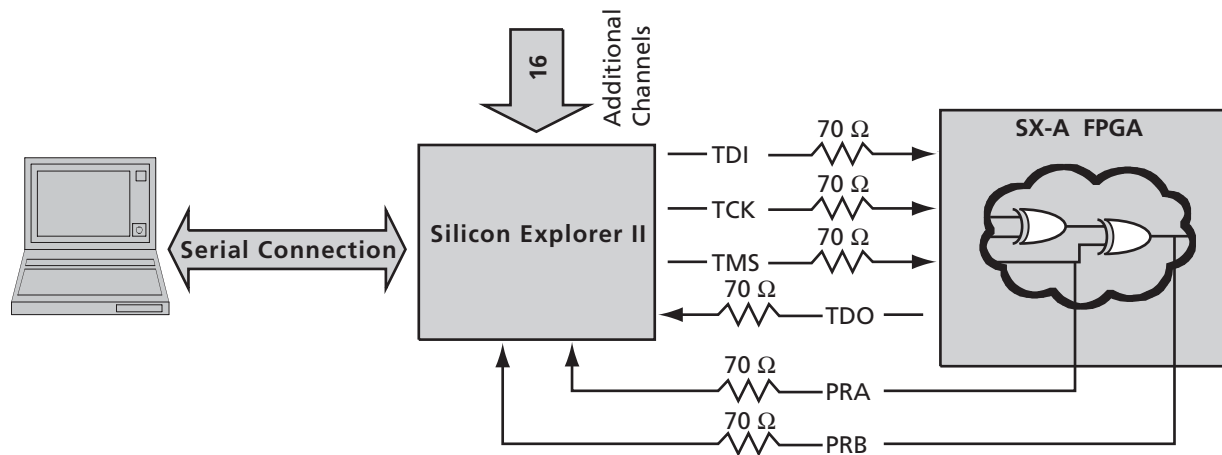 16
Additional
Channels
SX-A FPGA
70 Ω
TDI
70 Ω
TCK
Silicon Explorer II
Serial Connection
70 Ω
TMS
70 Ω
TDO
70 Ω
PRA
70 Ω
PRB